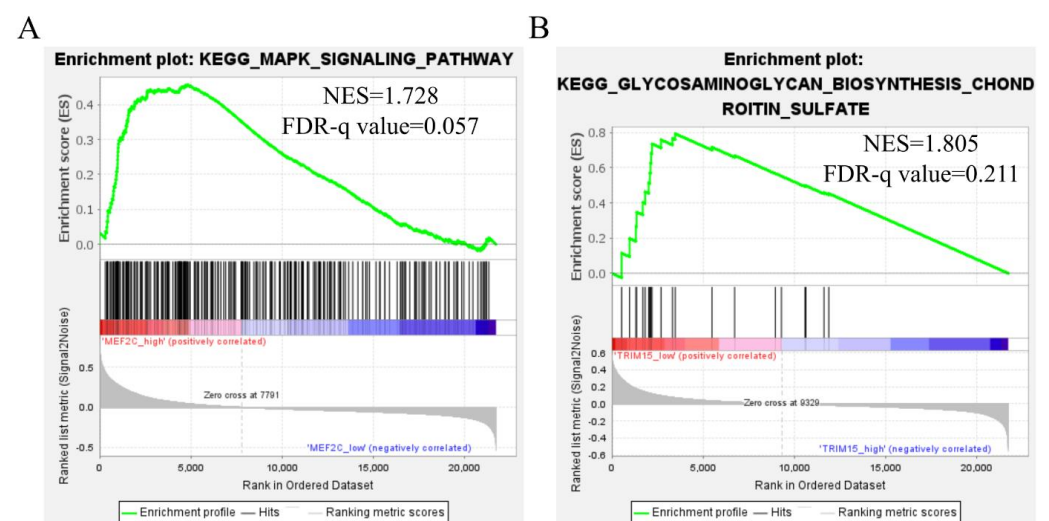 A
Enrichment plot: KEGG_MAPK_SIGNALING_PATHWAY
NES=1.728
FDR-q value=0.057
Enrichment score (ES)
0.4
0.3
0.2
0.1
0.0
'MEF2C_high' (positively correlated)
Ranked list metric (Signal2Noise)
0.5
0.0
-0.5
Zero cross at 7791
'MEF2C_low' (negatively correlated)
0 5,000 10,000 15,000 20,000
Rank in Ordered Dataset
Enrichment profile Hits Ranking metric scores
B
Enrichment plot:
KEGG_GLYCOSAMINOGLYCAN_BIOSYNTHESIS_CHOND
ROITIN_SULFATE
NES=1.805
FDR-q value=0.211
Enrichment score (ES)
0.8
0.6
0.4
0.2
0.0
'TRIM15_low' (positively correlated)
Ranked list metric (Signal2Noise)
0.6
0.4
0.2
0.0
-0.2
-0.4
-0.6
Zero cross at 9329
'TRIM15_high' (negatively correlated)
0 5,000 10,000 15,000 20,000
Rank in Ordered Dataset
Enrichment profile Hits Ranking metric scores